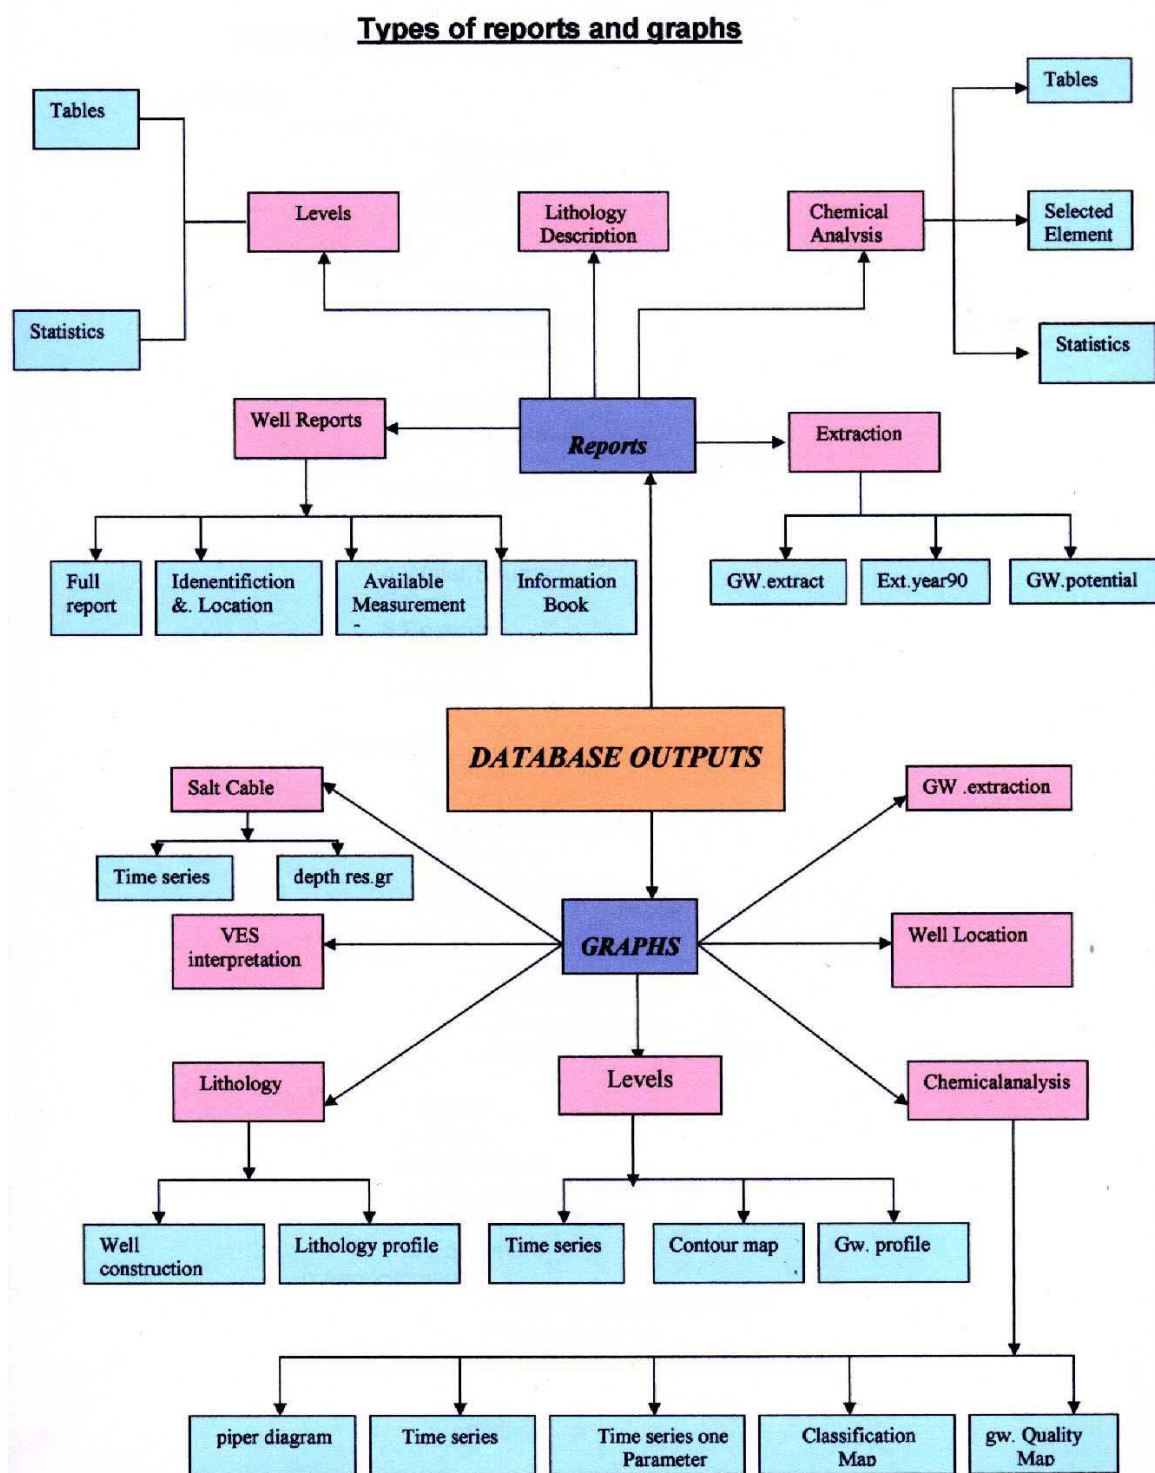 Types of reports and graphs
Tables
Tables
Levels
Lithology
Description
Chemical
Analysis
Selected
Element
Statistics
Statistics
Well Reports
Reports
Extraction
Full
report
Idenentifiction
&. Location
Available
Measurement
Information
Book
GW.extract
Ext.year90
GW.potential
DATABASE OUTPUTS
Salt Cable
GW .extraction
Time series
depth res.gr
VES
interpretation
GRAPHS
Well Location
Lithology
Levels
Chemicalanalysis
Well
construction
Lithology profile
Time series
Contour map
Gw. profile
piper diagram
Time series
Time series one
Parameter
Classification
Map
gw. Quality
Map